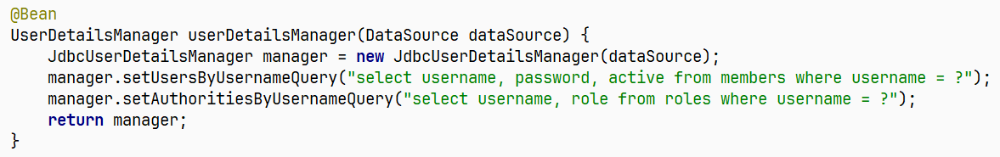 @Bean
UserDetailsManager userDetailsManager(DataSource dataSource) {
    JdbcUserDetailsManager manager = new JdbcUserDetailsManager(dataSource);
    manager.setUsersByUsernameQuery("select username, password, active from members where username = ?");
    manager.setAuthoritiesByUsernameQuery("select username, role from roles where username = ?");
    return manager;
}